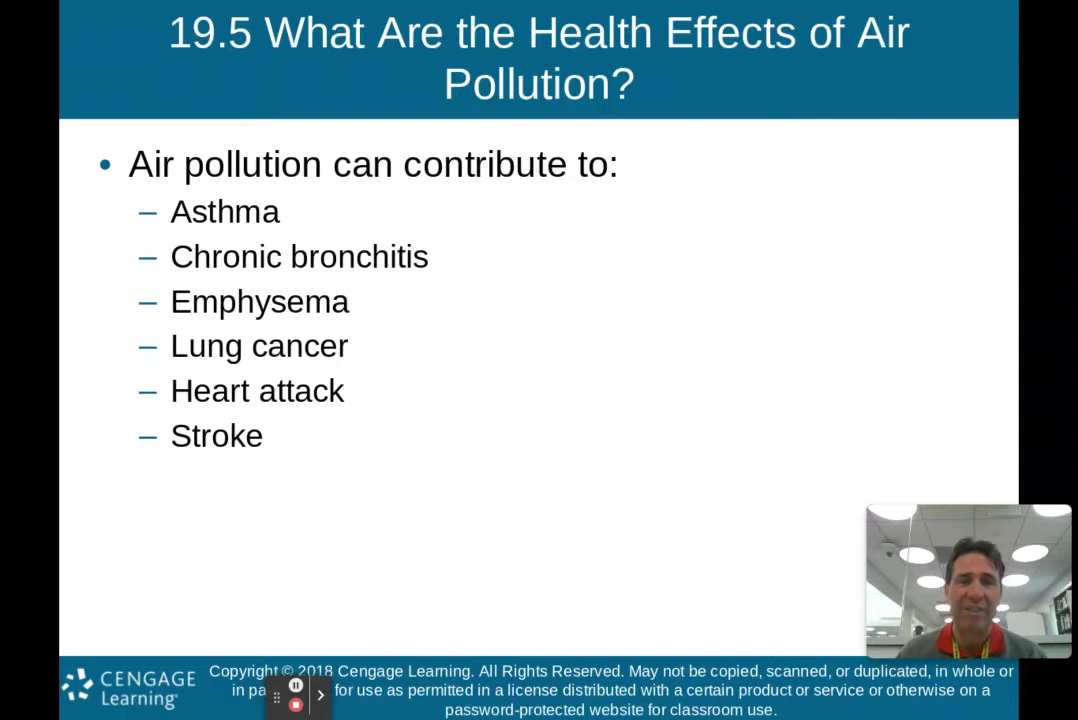 19.5 What Are the Health Effects of Air
Pollution?
• Air pollution can contribute to:
– Asthma
– Chronic bronchitis
– Emphysema
– Lung cancer
– Heart attack
– Stroke
CENGAGE
Learning®
Copyright © 2018 Cengage Learning. All Rights Reserved. May not be copied, scanned, or duplicated, in whole or
in for use as permitted in a license distributed with a certain product or service or otherwise on a
password-protected website for classroom use.